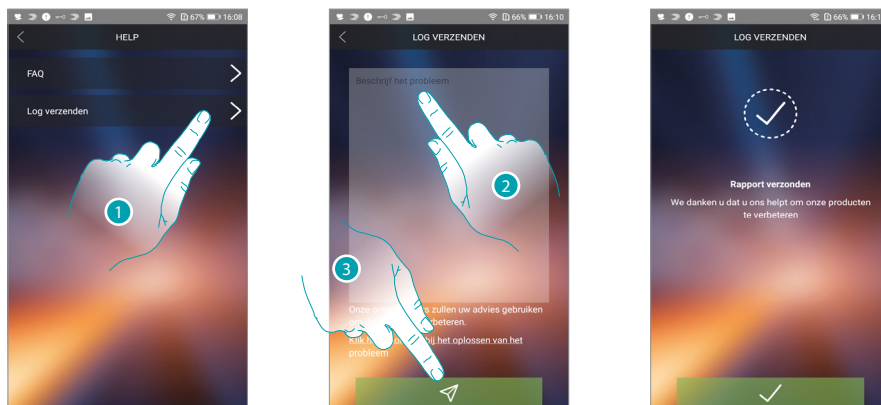 67% 16:08
HELP
FAQ
Log verzenden
1
66% 16:10
LOG VERZENDEN
Beschrijf het probleem
2
3
Onze zullen uw advies gebruiken
beteren.
Klik bij het oplossen van het
probleem
66%
LOG VERZENDEN
Rapport verzonden
We danken u dat u ons helpt om onze producten
te verbeteren